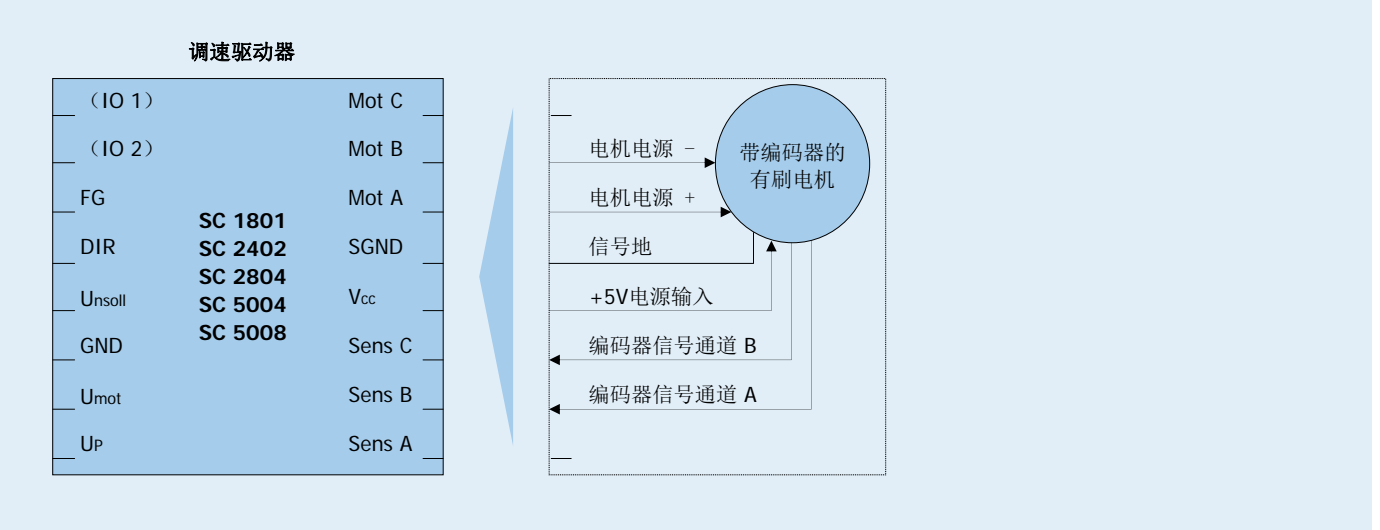 调速驱动器
（IO 1） Mot C
（IO 2） Mot B
FG Mot A
DIR SGND
Unsoll Vcc
GND Sens C
Umot Sens B
UP Sens A
SC 1801
SC 2402
SC 2804
SC 5004
SC 5008
电机电源 －
电机电源 +
信号地
+5V电源输入
编码器信号通道 B
编码器信号通道 A
带编码器的
有刷电机